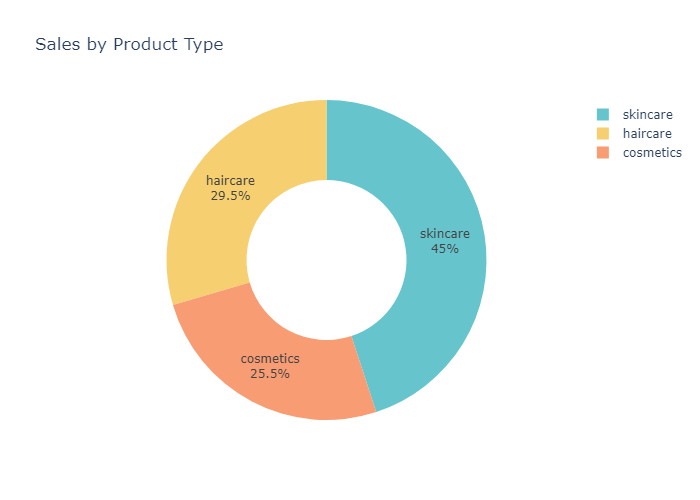 Sales by Product Type
skincare
haircare
cosmetics
haircare
29.5%
skincare
45%
cosmetics
25.5%